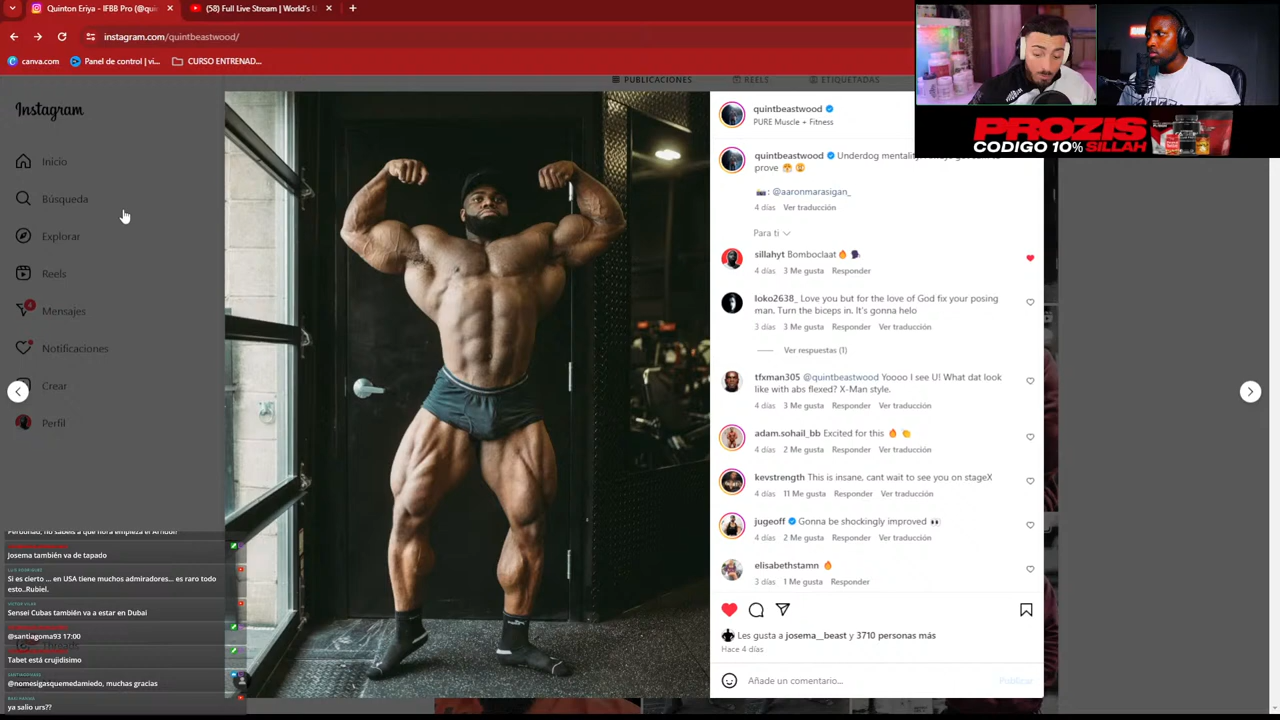 Quinton Eriya - IFBB Pro (@qui
(58) Full Live Stream | World's U
instagram.com/quintbeastwood/
canva.com
Panel de control | vi...
CURSO ENTRENAD...
PUBLICACIONES
REELS
ETIQUETADAS
Instagram
Inicio
Búsqueda
Explorar
Reels
4
Mensajes
Notificaciones
Crear
Perfil
Threads
quintbeastwood
PURE Muscle + Fitness
quintbeastwood Underdog mentality.
prove
: @aaronmarasigan_
4 días Ver traducción
Para ti
sillahyt Bomboclaat
4 días 3 Me gusta Responder
loko2638_ Love you but for the love of God fix your posing
man. Turn the biceps in. It's gonna helo
3 días 3 Me gusta Responder Ver traducción
Ver respuestas (1)
tfxman305 @quintbeastwood Yoooo I see U! What dat look
like with abs flexed? X-Man style.
4 días 3 Me gusta Responder Ver traducción
adam.sohail_bb Excited for this
4 días 2 Me gusta Responder Ver traducción
kevstrength This is insane, cant wait to see you on stageX
4 días 11 Me gusta Responder Ver traducción
jugeoff Gonna be shockingly improved
4 días 2 Me gusta Responder Ver traducción
elisabethstamn
3 días 1 Me gusta Responder
Les gusta a josema__beast y 3710 personas más
Hace 4 días
Añade un comentario...
Publicar
PROZIS
CODIGO 10% SILLAH
Josema también va de tapado
Si es cierto ... en USA tiene muchos admiradores... es raro todo
esto..Rubiel.
Sensei Cubas también va a estar en Dubai
@santiagoma93 17:00
Tabet está crujidisimo
@nomesigasquemedamiedo, muchas gracias
ya salio urs??